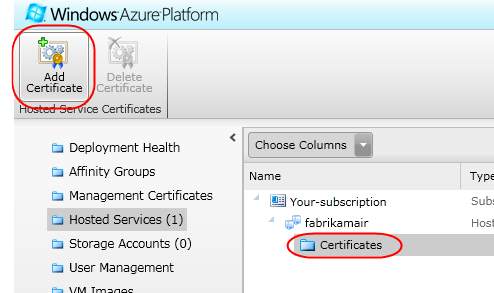 Windows Azure Platform
Add Certificate
Delete Certificate
Hosted Service Certificates
Deployment Health
Affinity Groups
Management Certificates
Hosted Services (1)
Storage Accounts (0)
User Management
VM Images
Choose Columns
Name
Type
Your-subscription
Subs
fabrikamair
Host
Certificates